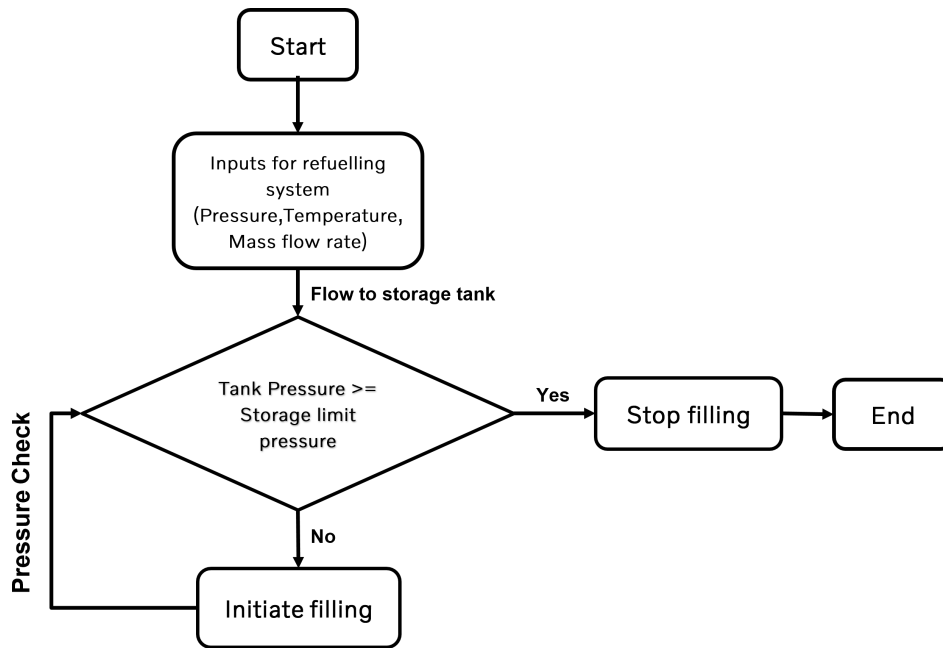 Start
Inputs for refuelling
system
(Pressure,Temperature,
Mass flow rate)
Flow to storage tank
Tank Pressure >=
Storage limit
pressure
Yes
Stop filling
End
Pressure Check
No
Initiate filling